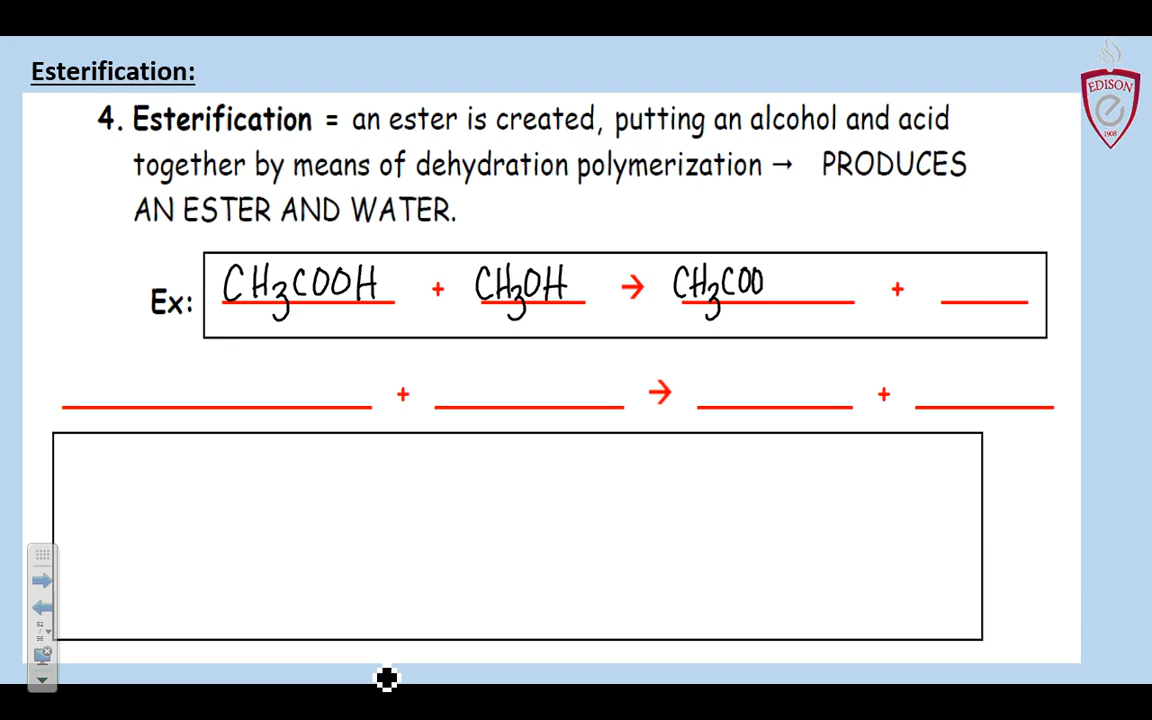 Esterification:
EDISON
e
1908
4. Esterification = an ester is created, putting an alcohol and acid
together by means of dehydration polymerization → PRODUCES
AN ESTER AND WATER.
Ex: CH3COOH + CH3OH → CH3COO + 
+ → +